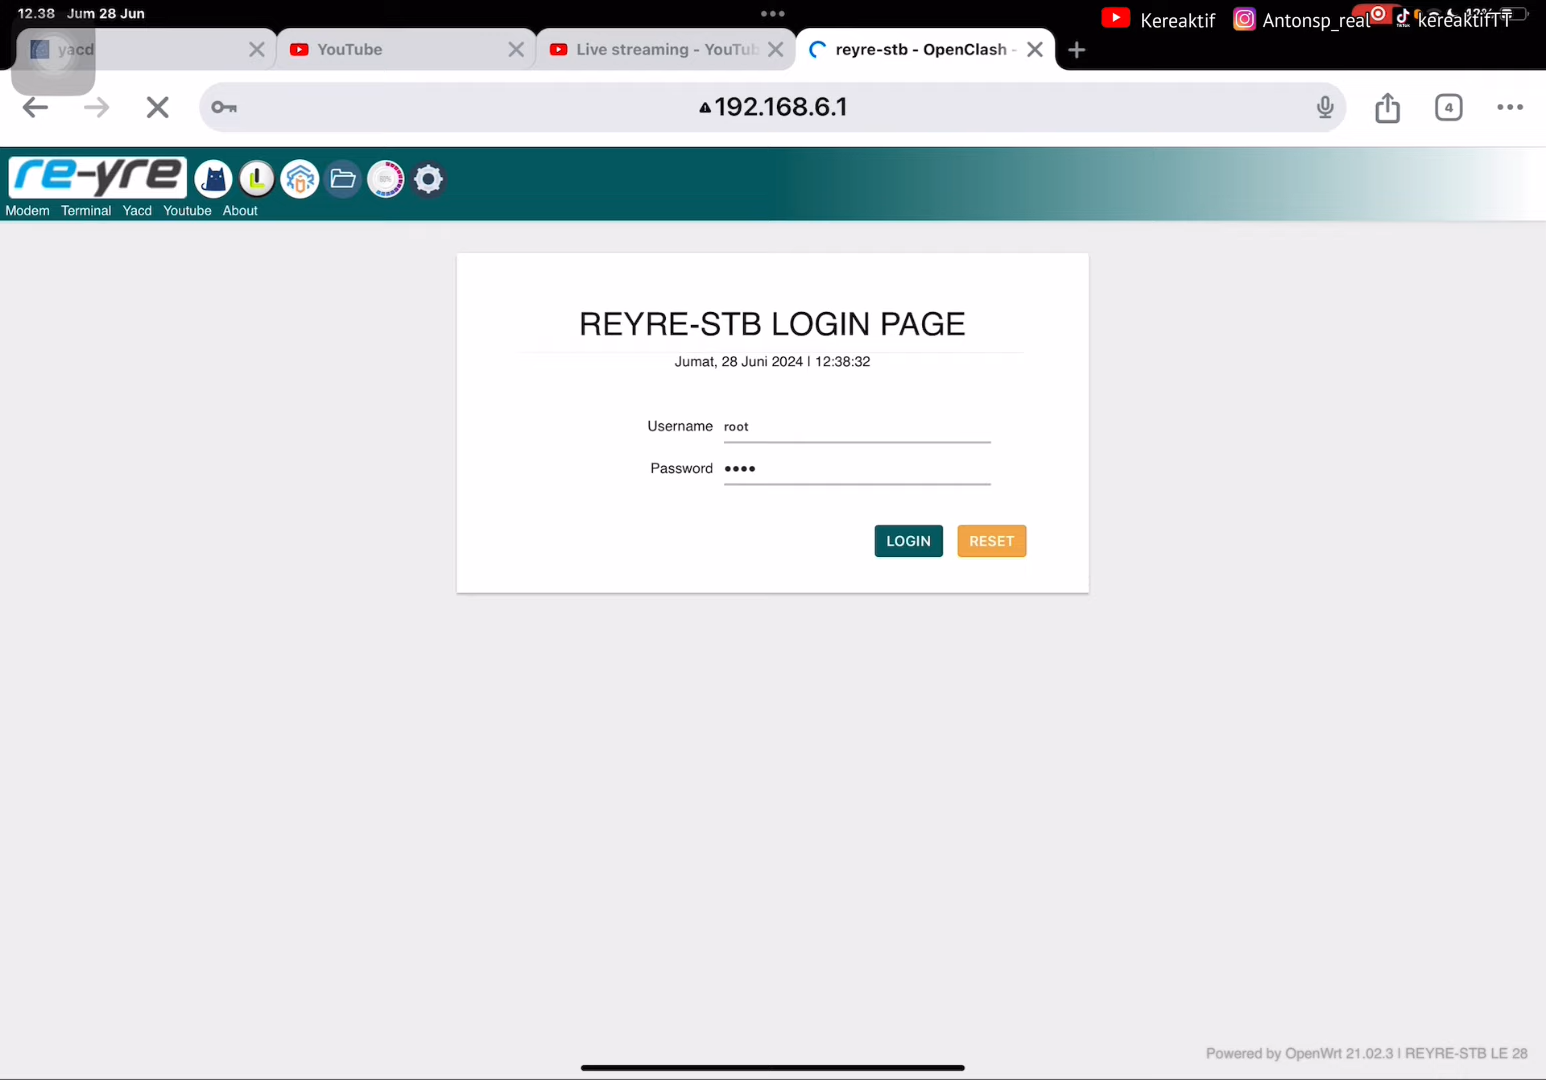 12.38 Jum 28 Jun
Kereaktif Antonsp_real kereaktifTT
yacd
YouTube
Live streaming - YouTub
reyre-stb - OpenClash -
192.168.6.1
4
re-yre
80%
Modem Terminal Yacd Youtube About
REYRE-STB LOGIN PAGE
Jumat, 28 Juni 2024 | 12:38:32
Username root
Password ••••
LOGIN RESET
Powered by OpenWrt 21.02.3 | REYRE-STB LE 28